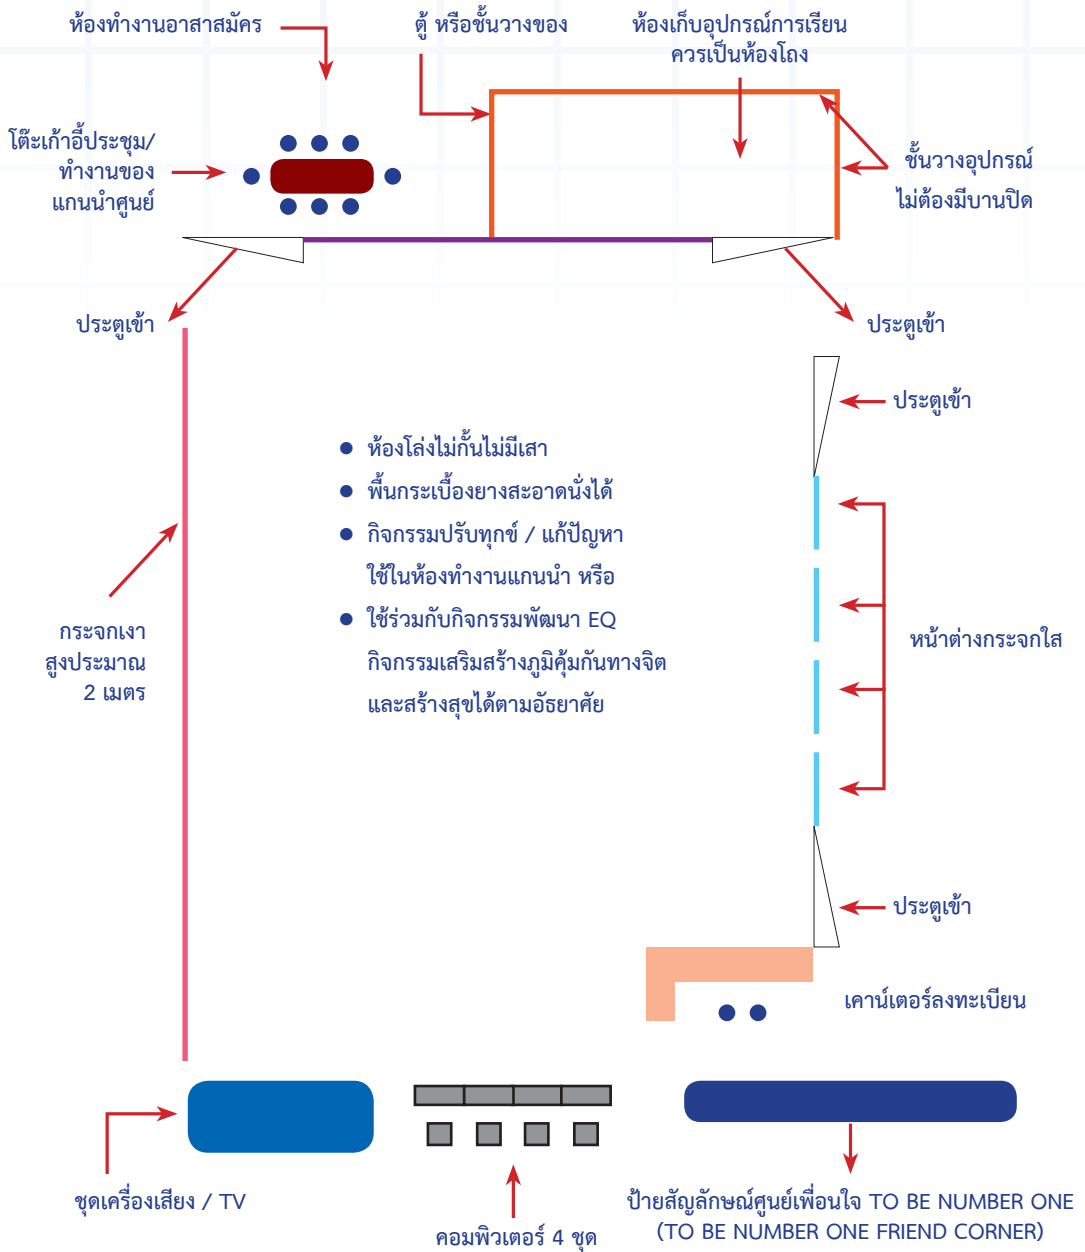 ห้องทำงานอาสาสมัคร
ตู้ หรือชั้นวางของ
ห้องเก็บอุปกรณ์การเรียน
ควรเป็นห้องโถง
โต๊ะเก้าอี้ประชุม/
ทำงานของ
แกนนำศูนย์
ชั้นวางอุปกรณ์
ไม่ต้องมีบานปิด
ประตูเข้า
ประตูเข้า
ประตูเข้า
● ห้องโล่งไม่กั้นไม่มีเสา
● พื้นกระเบื้องยางสะอาดนั่งได้
● กิจกรรมปรับทุกข์ / แก้ปัญหา
ใช้ในห้องทำงานแกนนำ หรือ
● ใช้ร่วมกับกิจกรรมพัฒนา EQ
กิจกรรมเสริมสร้างภูมิคุ้มกันทางจิต
และสร้างสุขได้ตามอัธยาศัย
กระจกเงา
สูงประมาณ
2 เมตร
หน้าต่างกระจกใส
ประตูเข้า
เคาน์เตอร์ลงทะเบียน
ชุดเครื่องเสียง / TV
คอมพิวเตอร์ 4 ชุด
ป้ายสัญลักษณ์ศูนย์เพื่อนใจ TO BE NUMBER ONE
(TO BE NUMBER ONE FRIEND CORNER)